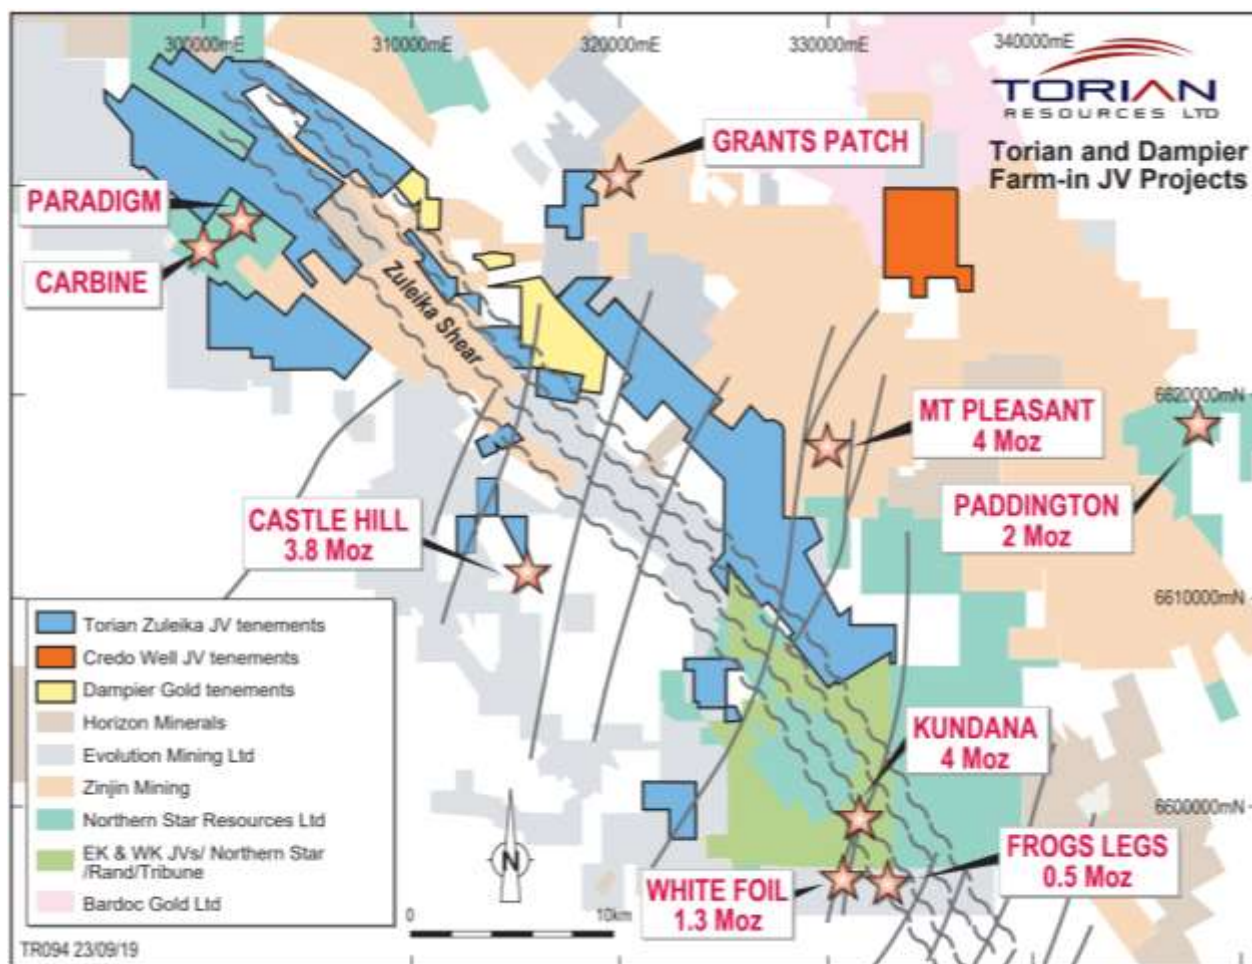 300000mE
310000mE
320000mE
330000mE
340000mE
TORIAN
RESOURCES LTD
Torian and Dampier
Farm-in JV Projects
GRANTS PATCH
PARADIGM
CARBINE
Zuleika Shear
MT PLEASANT
4 Moz
6620000mN
PADDINGTON
2 Moz
CASTLE HILL
3.8 Moz
6610000mN
Torian Zuleika JV tenements
Credo Well JV tenements
Dampier Gold tenements
Horizon Minerals
Evolution Mining Ltd
Zinjin Mining
Northern Star Resources Ltd
EK & WK JVs/ Northern Star
/Rand/Tribune
Bardoc Gold Ltd
KUNDANA
4 Moz
6600000mN
N
FROGS LEGS
0.5 Moz
WHITE FOIL
1.3 Moz
0
10km
TR094 23/09/19